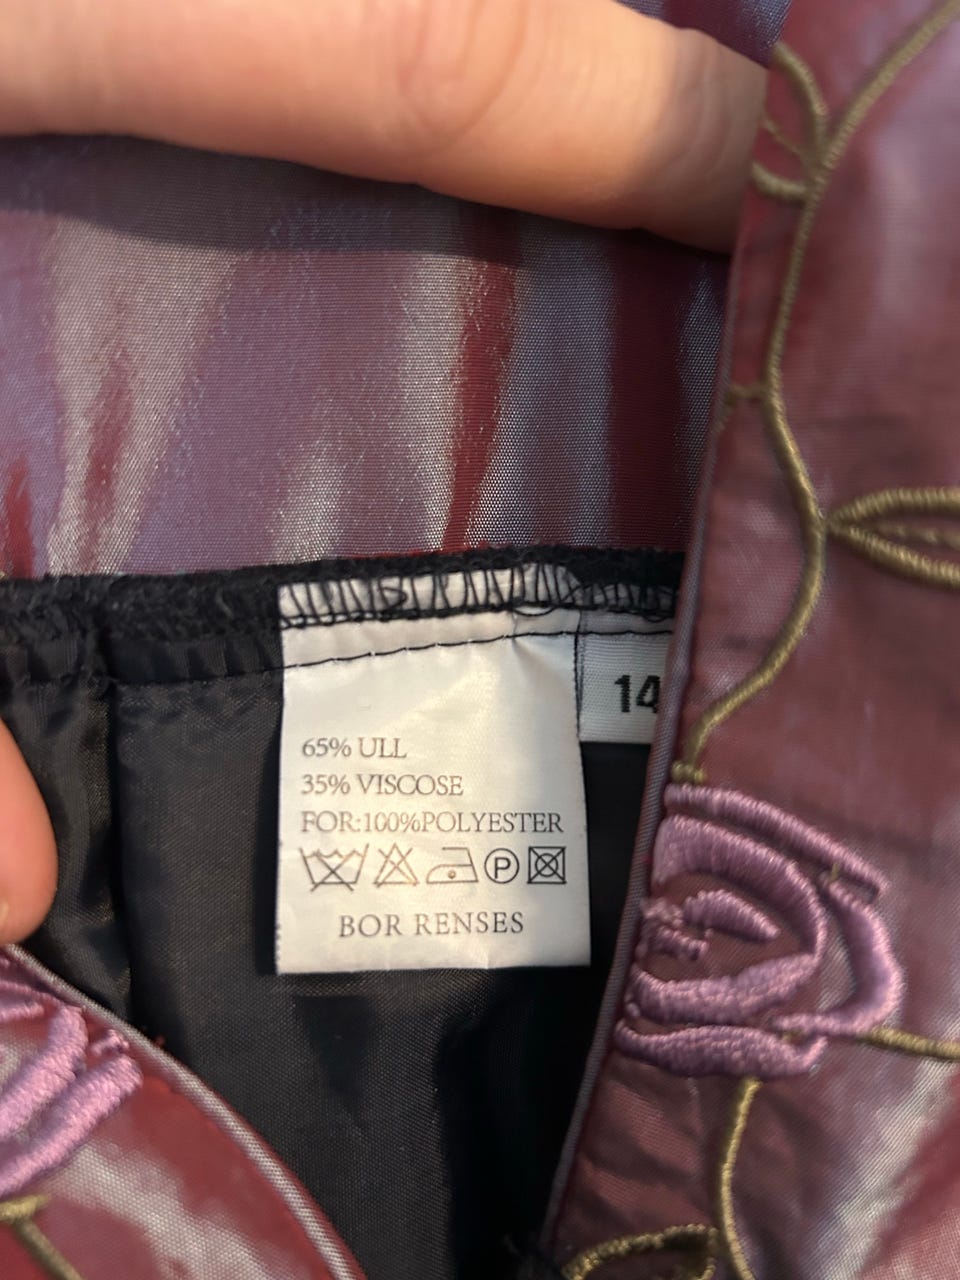 65% ULL
35% VISCOSE
FOR:100%POLYESTER
P
BOR RENSES
14